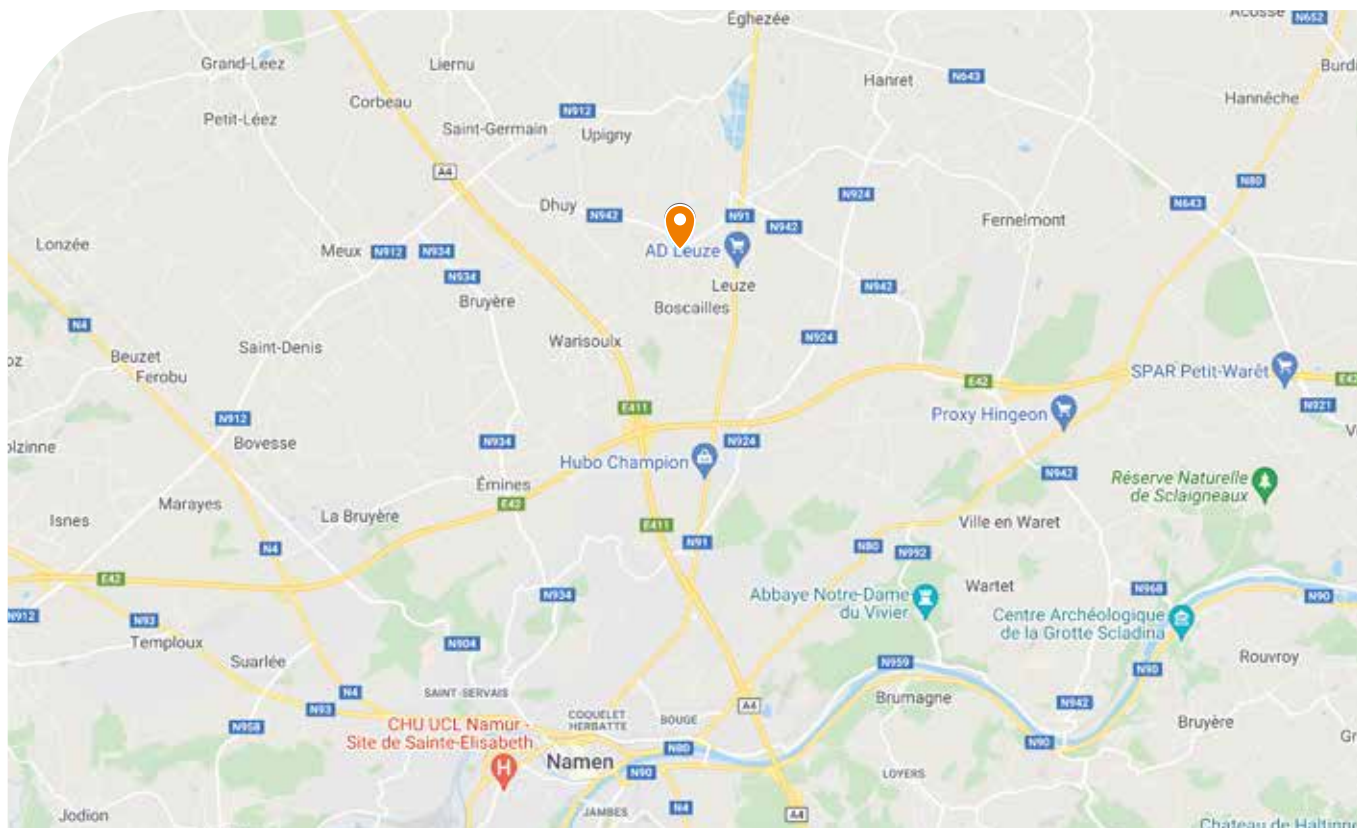 Éghezée
Acosse
N652
Grand-Leez
Liernu
Hanret
N643
Corbeau
Hannêche
N912
Petit-Léez
Saint-Germain
Upigny
A4
N80
N924
N643
Dhuy
N942
N91
N942
Fernelmont
Lonzée
Meux
N912
N934
AD Leuze
N934
Leuze
N942
Bruyère
Boscailles
N4
N924
Saint-Denis
Warisoulx
Beuzet
Ferobu
SPAR Petit-Warêt
E42
E411
N921
N912
Proxy Hingeon
Bovesse
N934
N924
Hubo Champion
N942
Émines
Réserve Naturelle
de Sclaigneaux
Marayes
E42
La Bruyère
Isnes
E411
Ville en Waret
N4
N91
N80
N992
E42
Wartet
N968
N934
Abbaye Notre-Dame
du Vivier
N90
N912
N93
Centre Archéologique
de la Grotte Scladina
Temploux
N904
Suarlée
N959
Rouvroy
N90
N4
SAINT-SERVAIS
Brumagne
N93
A4
N942
COQUELET
HERBATTE
BOUGE
Bruyère
N958
CHU UCL Namur -
Site de Sainte-Elisabeth
N80
N90
Namen
N90
LOYERS
JAMBES
N4
A4
Jodion
Château de Haltinne